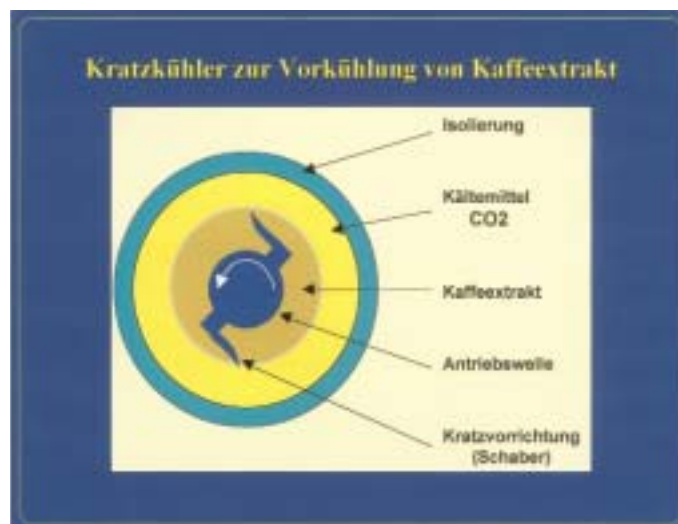 Kratzkühler zur Vorkühlung von Kaffeextrakt
Isolierung
Kältemittel
CO2
Kaffeextrakt
Antriebswelle
Kratzvorrichtung
(Schaber)